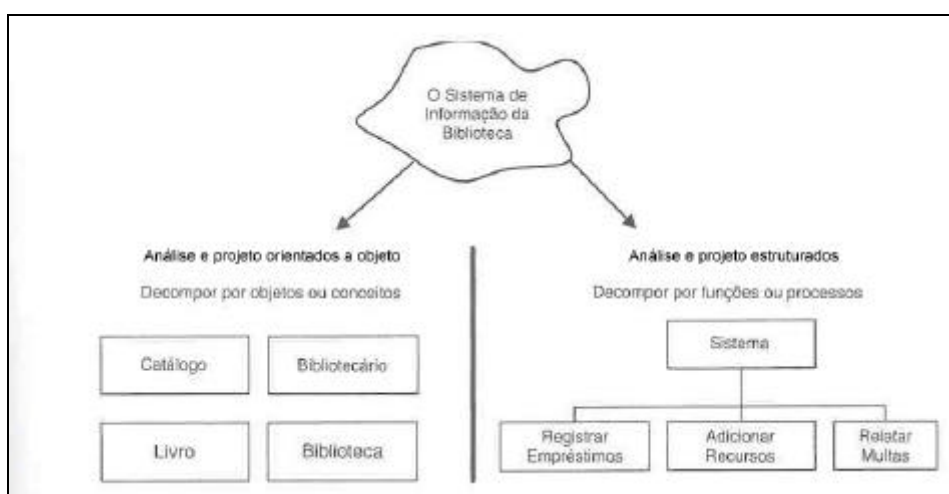 O Sistema de
Informação da
Biblioteca
Análise e projeto orientados a objeto
Decompor por objetos ou conceitos
Catálogo
Bibliotecário
Livro
Biblioteca
Análise e projeto estruturados
Decompor por funções ou processos
Sistema
Registrar
Empréstimos
Adicionar
Recursos
Relatar
Multas